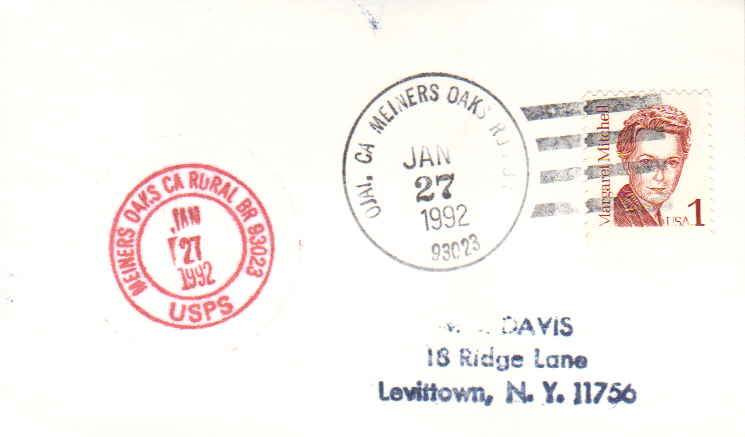 OJAI, CA MEINERS OAKS
JAN
27
1992
93023
Margaret Mitchell
USA 1
MEINERS OAKS CA RURAL BR 93023
JAN
27
1992
USPS
DAVIS
18 Ridge Lane
Levittown, N. Y. 11756